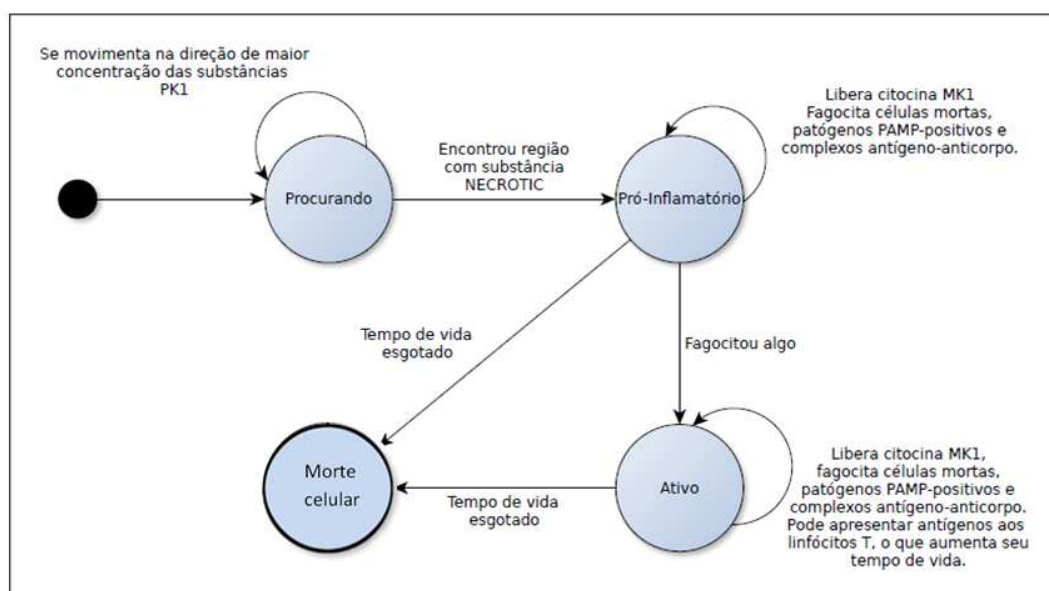 Se movimenta na direção de maior
concentração das substâncias
PK1
Libera citocina MK1
Fagocita células mortas,
patógenos PAMP-positivos e
complexos antígeno-anticorpo.
Encontrou região
com substância
NECROTIC
Procurando
Pró-Inflamatório
Tempo de vida
esgotado
Fagocitou algo
Morte
celular
Tempo de vida
esgotado
Ativo
Libera citocina MK1,
fagocita células mortas,
patógenos PAMP-positivos e
complexos antígeno-anticorpo.
Pode apresentar antígenos aos
linfócitos T, o que aumenta seu
tempo de vida.